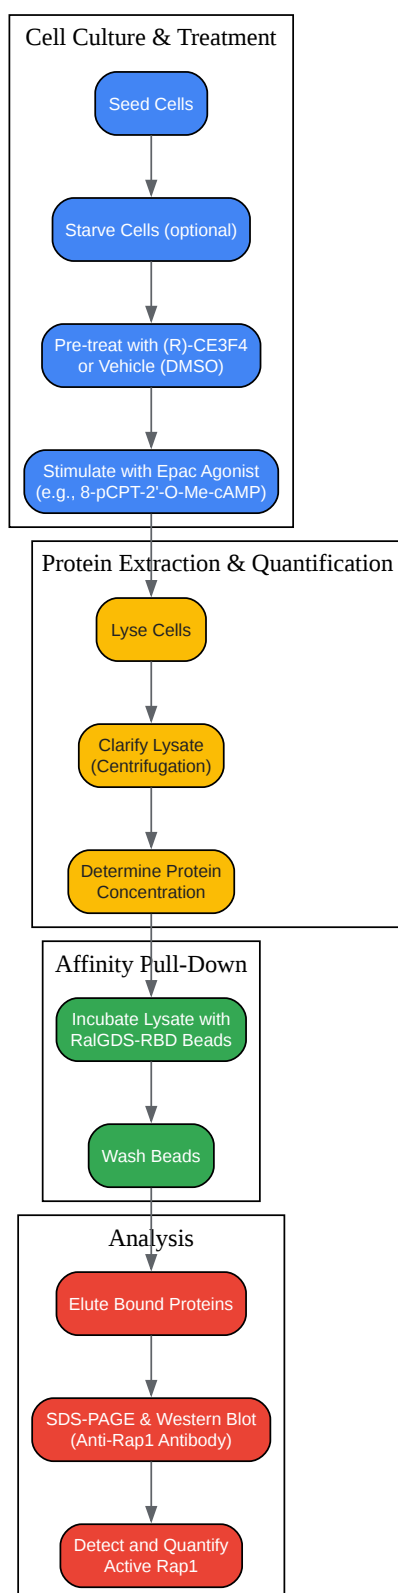 Cell Culture & Treatment
Seed Cells
Starve Cells (optional)
Pre-treat with (R)-CE3F4
or Vehicle (DMSO)
Stimulate with Epac Agonist
(e.g., 8-pCPT-2'-O-Me-cAMP)
Protein Extraction & Quantification
Lyse Cells
Clarify Lysate
(Centrifugation)
Determine Protein
Concentration
Affinity Pull-Down
Incubate Lysate with
RalGDS-RBD Beads
Wash Beads
Analysis
Elute Bound Proteins
SDS-PAGE & Western Blot
(Anti-Rap1 Antibody)
Detect and Quantify
Active Rap1